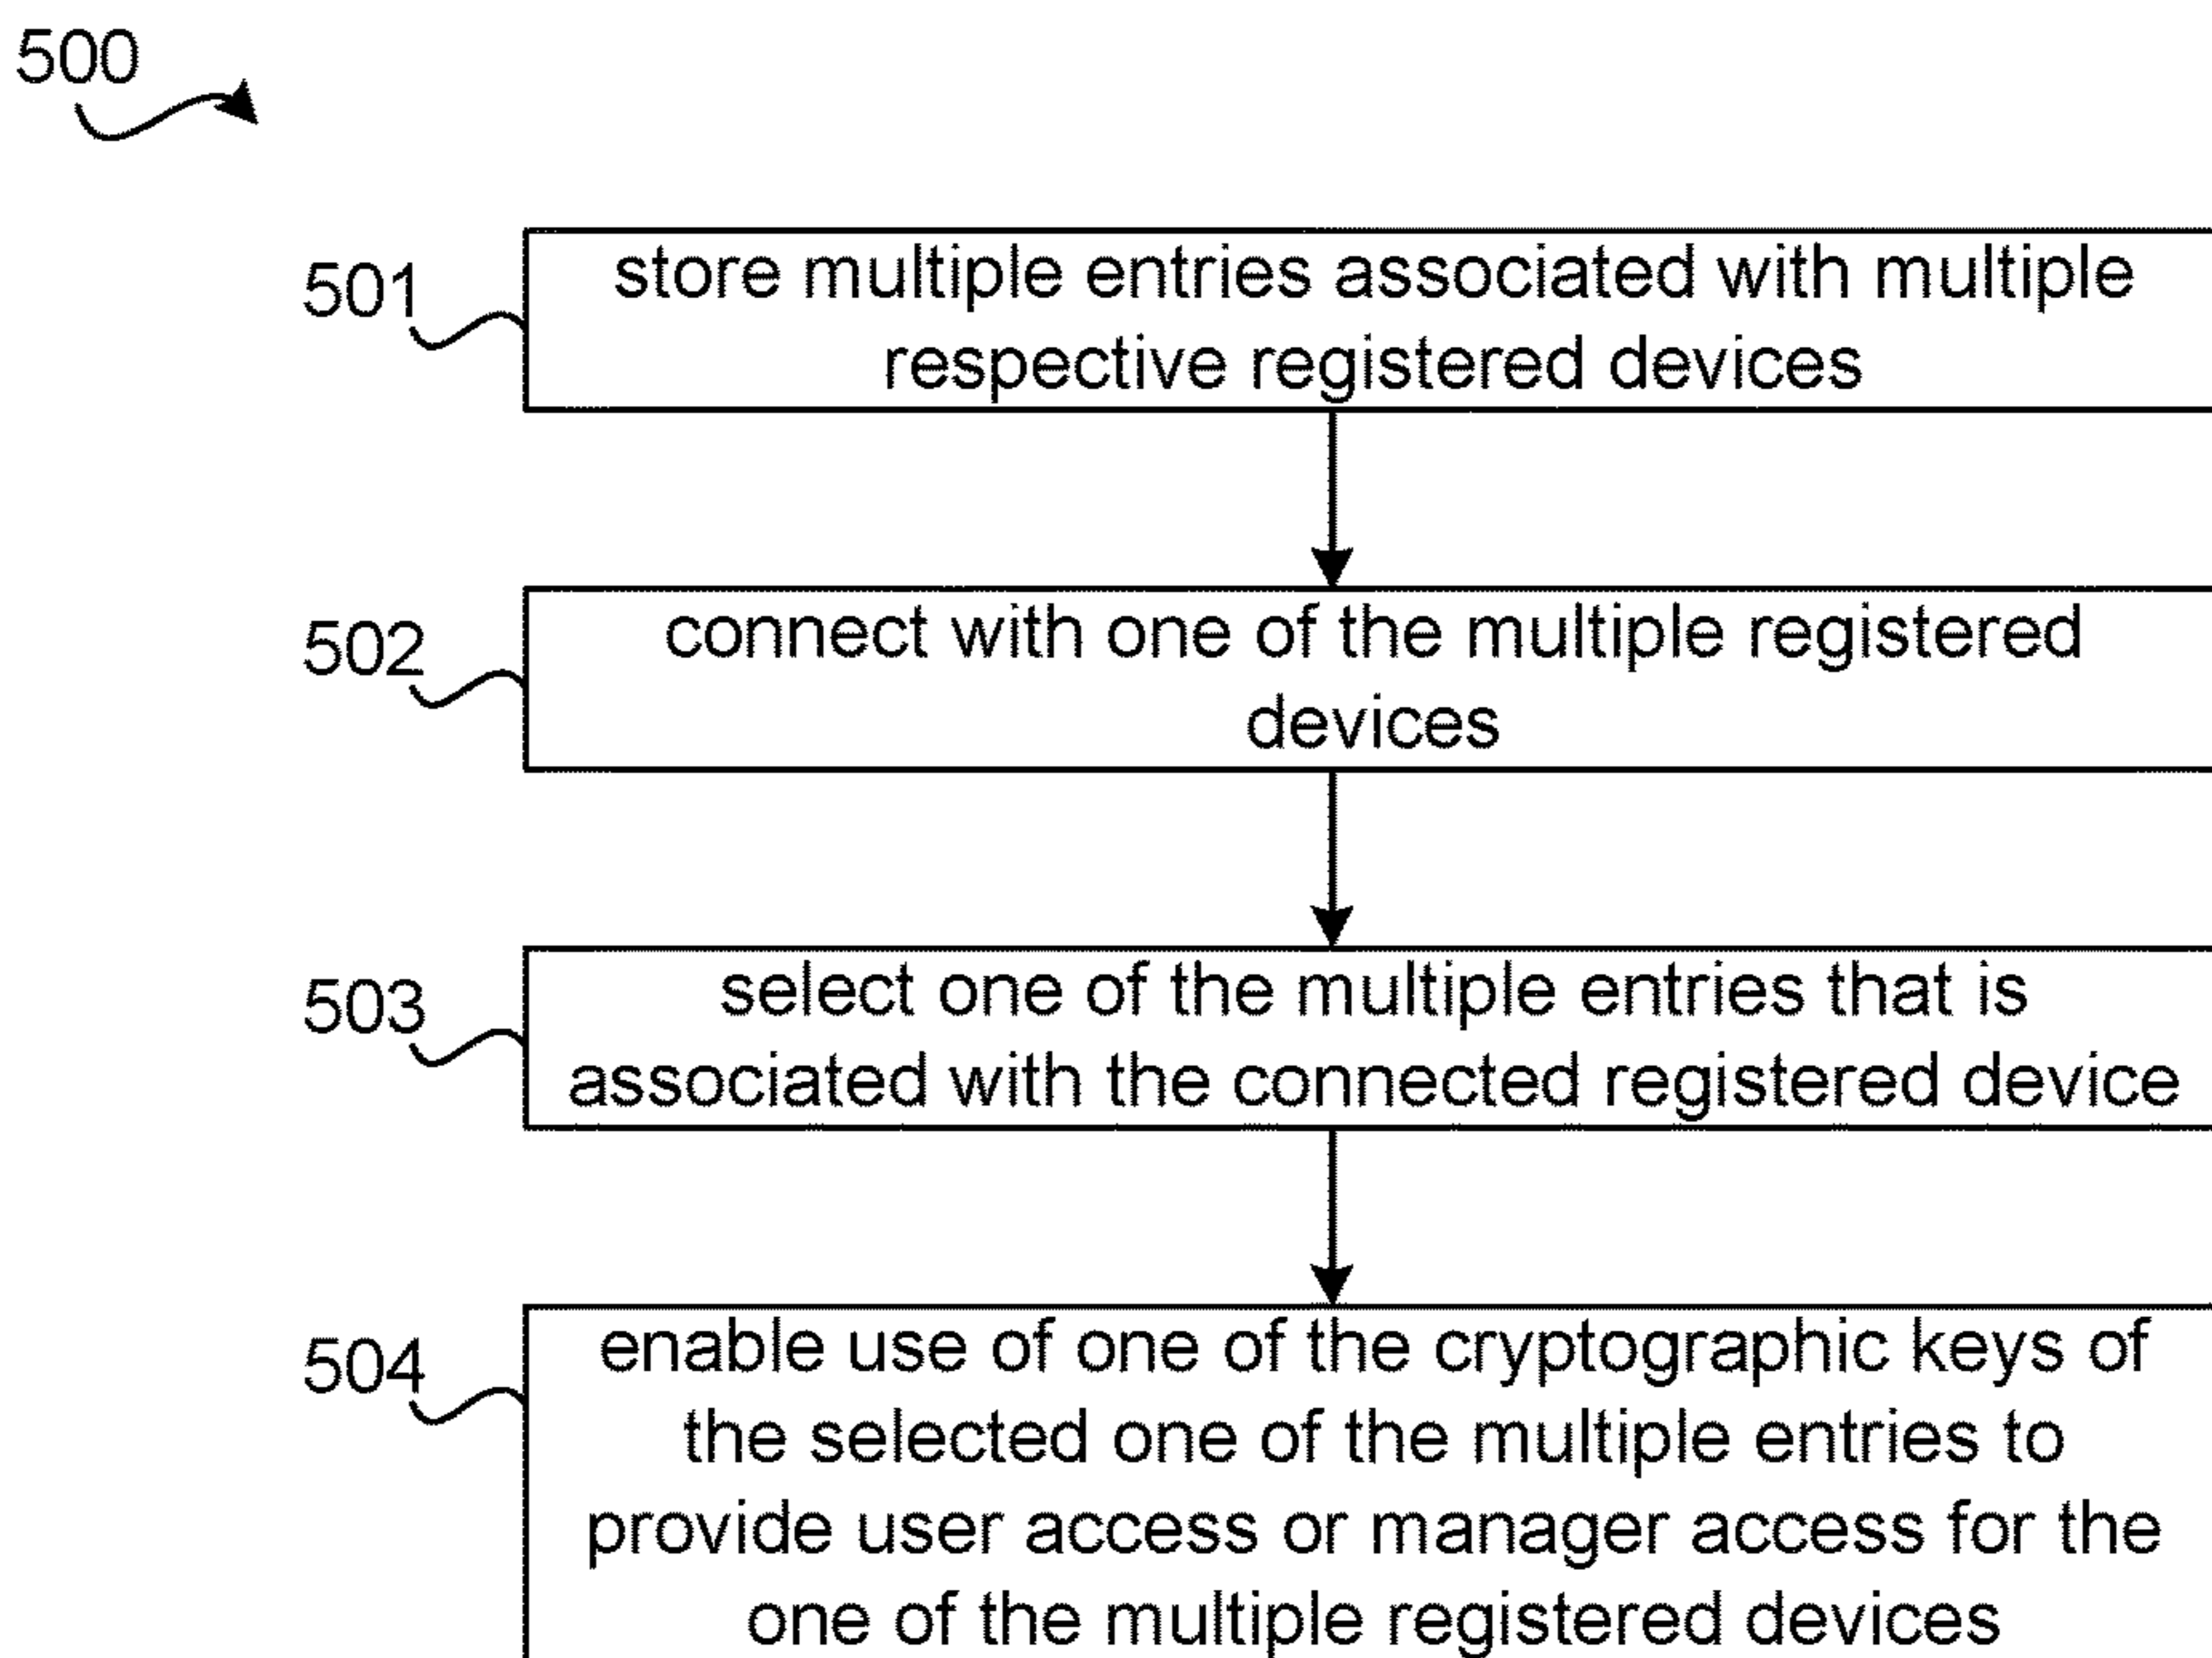 500
501
store multiple entries associated with multiple
respective registered devices
502
connect with one of the multiple registered
devices
503
select one of the multiple entries that is
associated with the connected registered device
504
enable use of one of the cryptographic keys of
the selected one of the multiple entries to
provide user access or manager access for the
one of the multiple registered devices